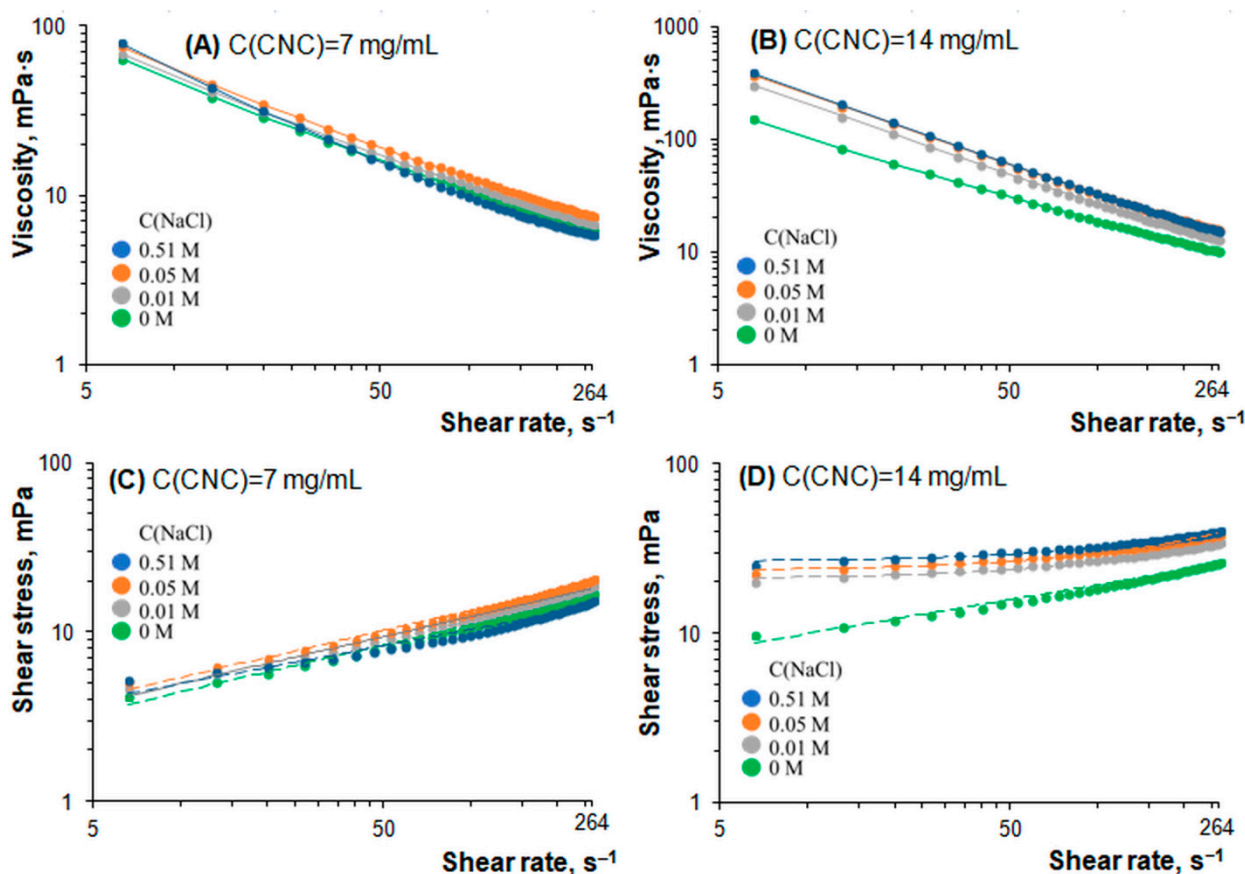 (A) C(CNC)=7 mg/mL
Viscosity, mPa·s
100
10
1
C(NaCl)
0.51 M
0.05 M
0.01 M
0 M
5
50
264
Shear rate, s⁻¹
(B) C(CNC)=14 mg/mL
Viscosity, mPa·s
1000
100
10
1
C(NaCl)
0.51 M
0.05 M
0.01 M
0 M
5
50
264
Shear rate, s⁻¹
(C) C(CNC)=7 mg/mL
Shear stress, mPa
100
10
1
C(NaCl)
0.51 M
0.05 M
0.01 M
0 M
5
50
264
Shear rate, s⁻¹
(D) C(CNC)=14 mg/mL
Shear stress, mPa
100
10
1
C(NaCl)
0.51 M
0.05 M
0.01 M
0 M
5
50
264
Shear rate, s⁻¹